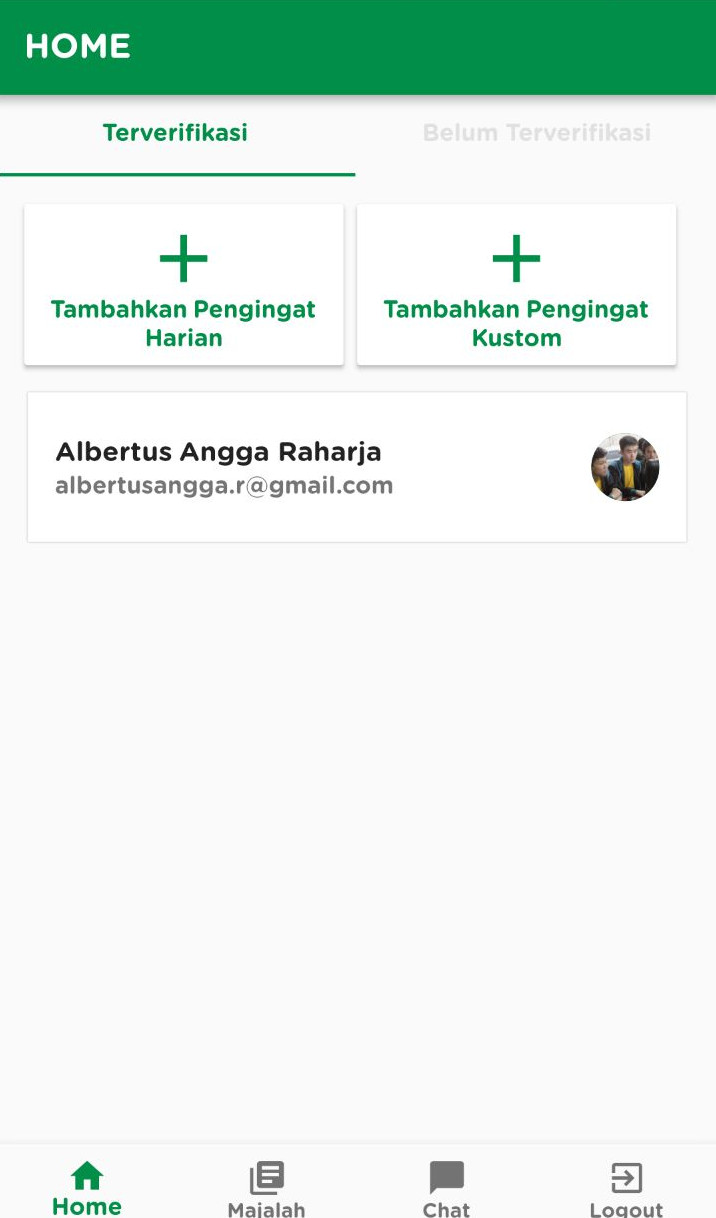 HOME
Terverifikasi
Belum Terverifikasi
Tambahkan Pengingat
Harian
Tambahkan Pengingat
Kustom
Albertus Angga Raharja
albertusangga.r@gmail.com
Home
Majalah
Chat
Logout